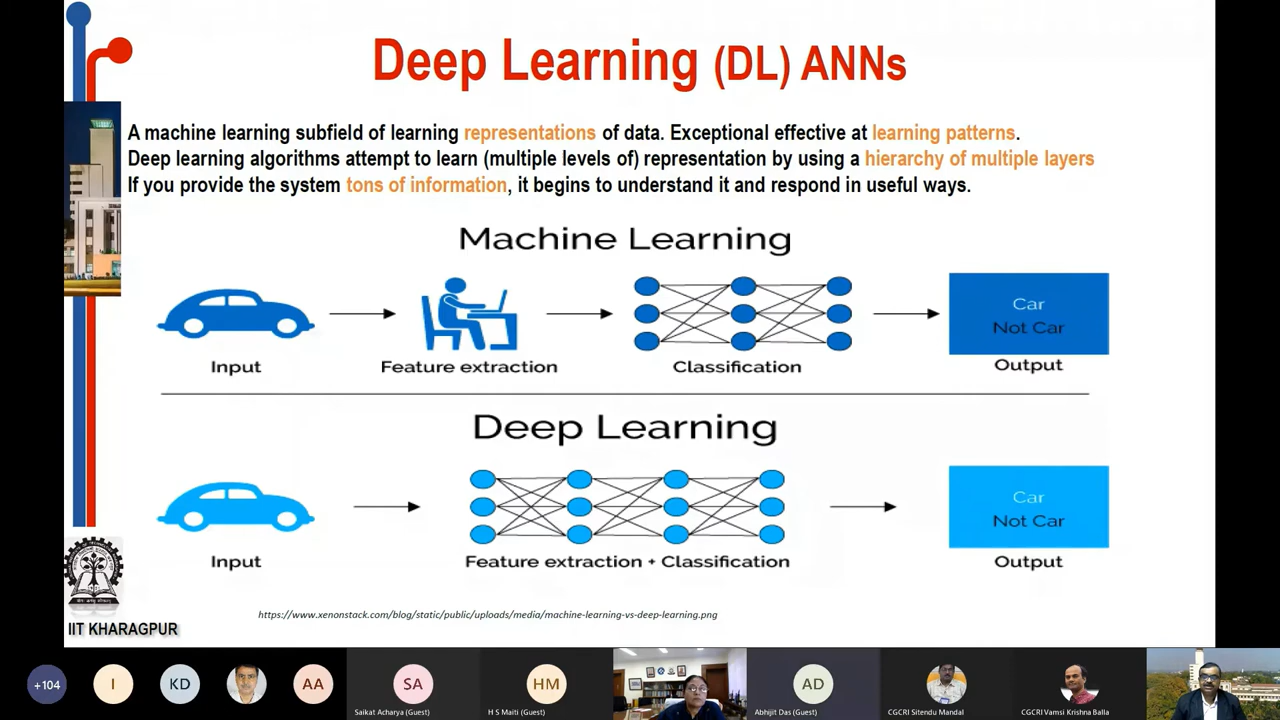 Deep Learning (DL) ANNs
A machine learning subfield of learning representations of data. Exceptional effective at learning patterns.
Deep learning algorithms attempt to learn (multiple levels of) representation by using a hierarchy of multiple layers
If you provide the system tons of information, it begins to understand it and respond in useful ways.
Machine Learning
Car
Not Car
Input
Feature extraction
Classification
Output
Deep Learning
Car
Not Car
Input
Feature extraction + Classification
Output
https://www.xenonstack.com/blog/static/public/uploads/media/machine-learning-vs-deep-learning.png
IIT KHARAGPUR
+104
I
KD
AA
SA
Saikat Acharya (Guest)
HM
H S Maiti (Guest)
AD
Abhijit Das (Guest)
CGCRI Sitendu Mandal
CGCRI Vamsi Krishna Balla